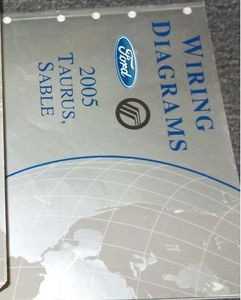 WIRING
DIAGRAMS
Ford
2005
TAURUS,
SABLE